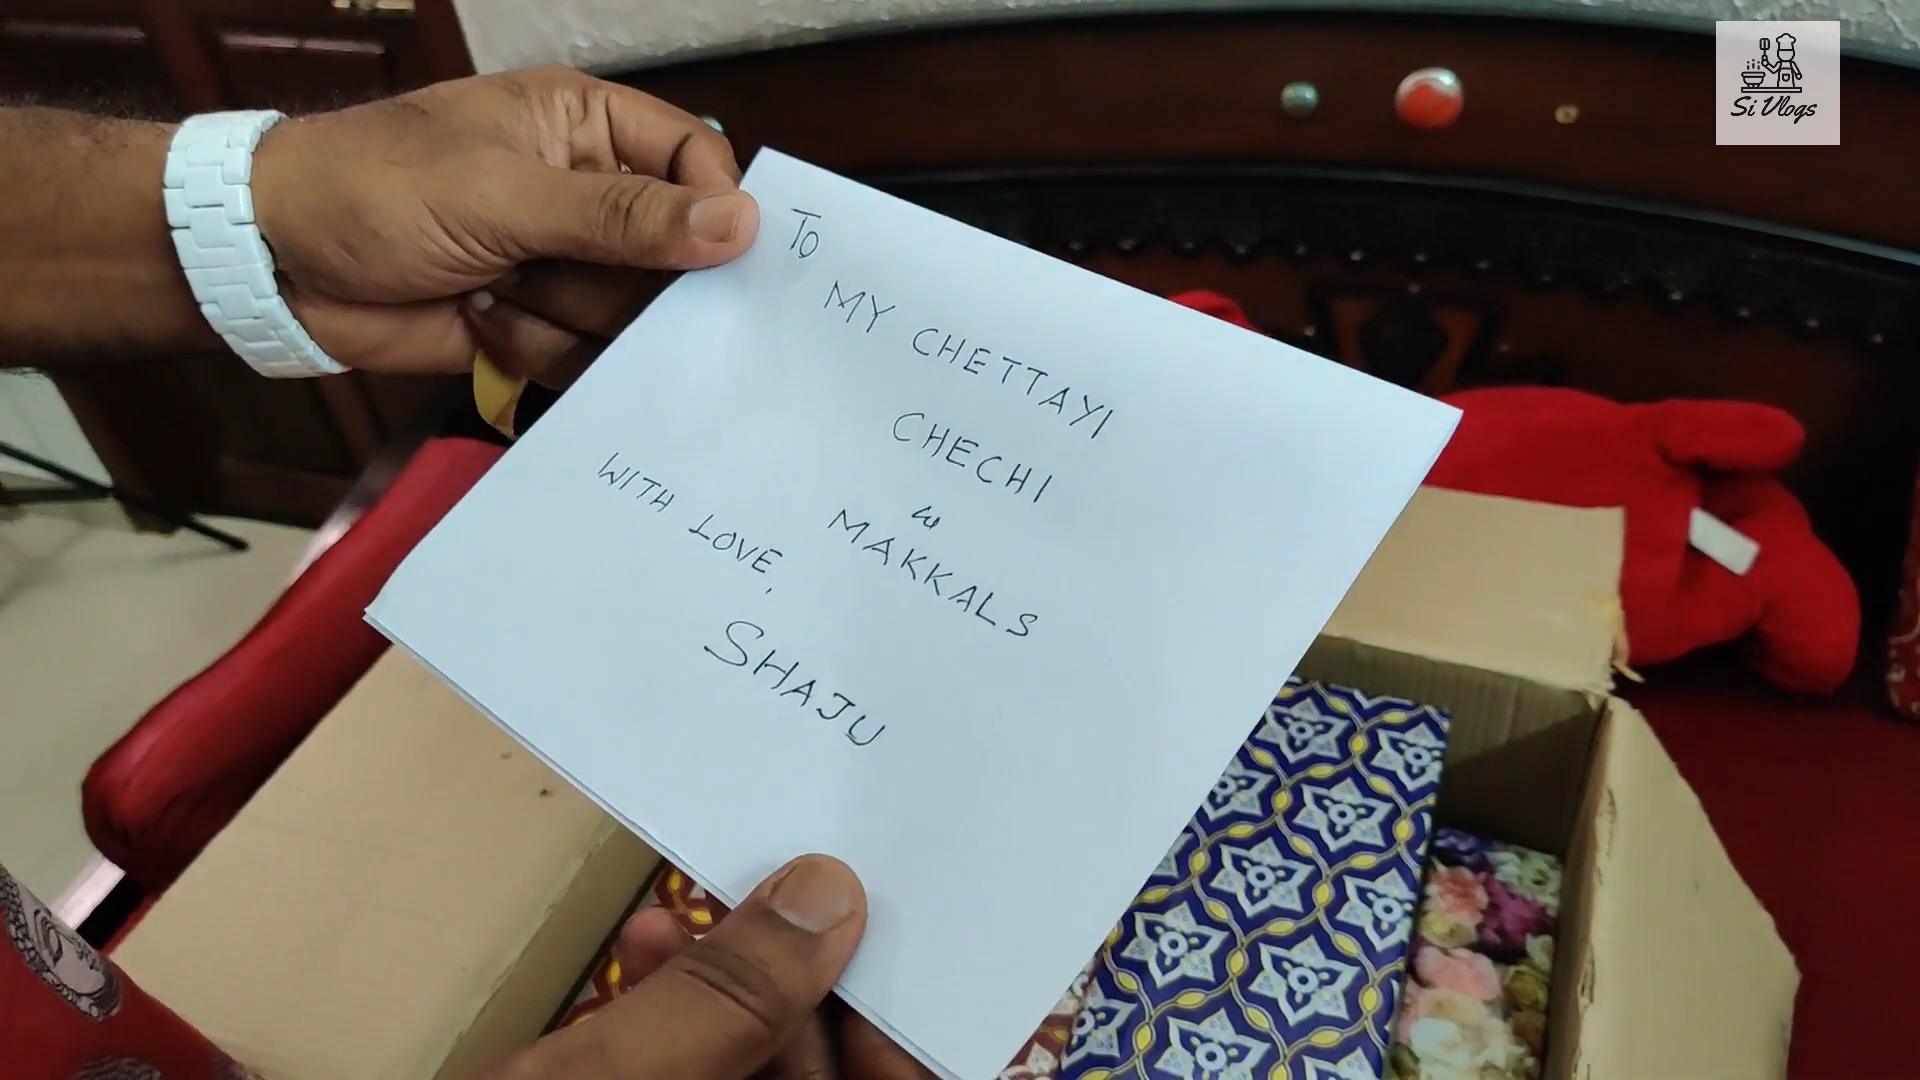 To
MY CHETTAYI
CHECHI
&
MAKKALS
WITH LOVE,
SHAJU
Si Vlogs